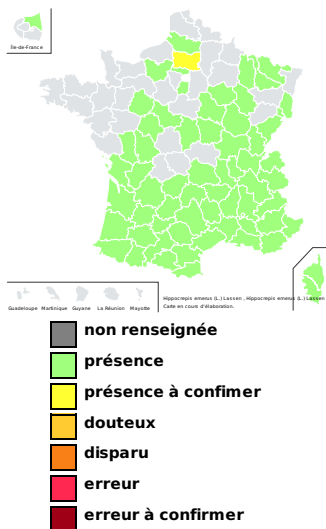 Île-de-France
Guadeloupe Martinique Guyane La Réunion Mayotte
Hippocrepis emerus (L.) Lassen , Hippocrepis emerus (L.) Lassen
Carte en cours d'élaboration.
non renseignée
présence
présence à confimer
douteux
disparu
erreur
erreur à confirmer